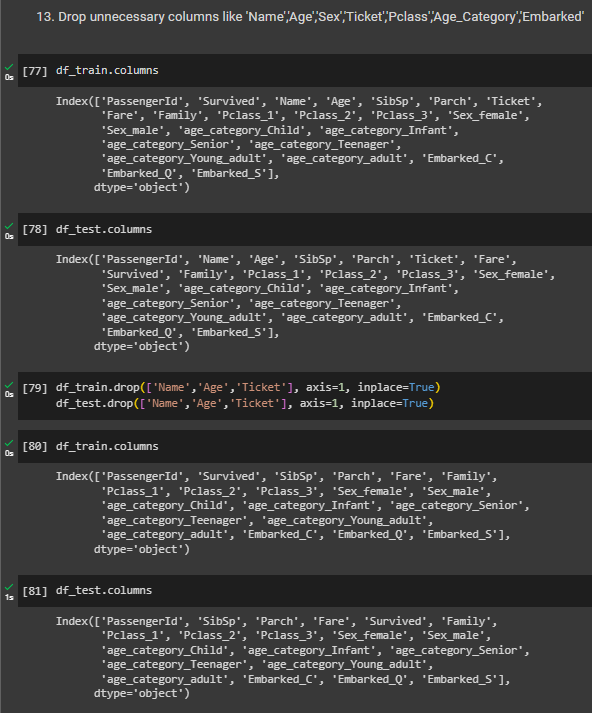 13. Drop unnecessary columns like 'Name','Age','Sex','Ticket','Pclass','Age_Category','Embarked'
0s
[77] df_train.columns
Index(['PassengerId', 'Survived', 'Name', 'Age', 'SibSp', 'Parch', 'Ticket',
'Fare', 'Family', 'Pclass_1', 'Pclass_2', 'Pclass_3', 'Sex_female',
'Sex_male', 'age_category_Child', 'age_category_Infant',
'age_category_Senior', 'age_category_Teenager',
'age_category_Young_adult', 'age_category_adult', 'Embarked_C',
'Embarked_Q', 'Embarked_S'],
dtype='object')
0s
[78] df_test.columns
Index(['PassengerId', 'Name', 'Age', 'SibSp', 'Parch', 'Ticket', 'Fare',
'Survived', 'Family', 'Pclass_1', 'Pclass_2', 'Pclass_3', 'Sex_female',
'Sex_male', 'age_category_Child', 'age_category_Infant',
'age_category_Senior', 'age_category_Teenager',
'age_category_Young_adult', 'age_category_adult', 'Embarked_C',
'Embarked_Q', 'Embarked_S'],
dtype='object')
0s
[79] df_train.drop(['Name','Age','Ticket'], axis=1, inplace=True)
df_test.drop(['Name','Age','Ticket'], axis=1, inplace=True)
0s
[80] df_train.columns
Index(['PassengerId', 'Survived', 'SibSp', 'Parch', 'Fare', 'Family',
'Pclass_1', 'Pclass_2', 'Pclass_3', 'Sex_female', 'Sex_male',
'age_category_Child', 'age_category_Infant', 'age_category_Senior',
'age_category_Teenager', 'age_category_Young_adult',
'age_category_adult', 'Embarked_C', 'Embarked_Q', 'Embarked_S'],
dtype='object')
1s
[81] df_test.columns
Index(['PassengerId', 'SibSp', 'Parch', 'Fare', 'Survived', 'Family',
'Pclass_1', 'Pclass_2', 'Pclass_3', 'Sex_female', 'Sex_male',
'age_category_Child', 'age_category_Infant', 'age_category_Senior',
'age_category_Teenager', 'age_category_Young_adult',
'age_category_adult', 'Embarked_C', 'Embarked_Q', 'Embarked_S'],
dtype='object')